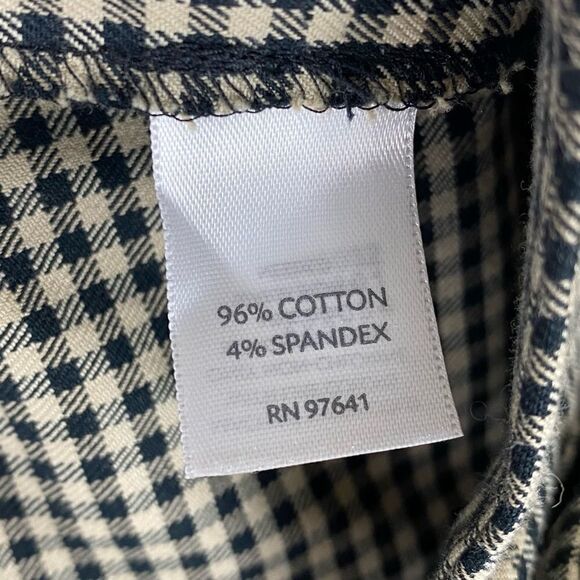 96% COTTON
4% SPANDEX
RN 97641